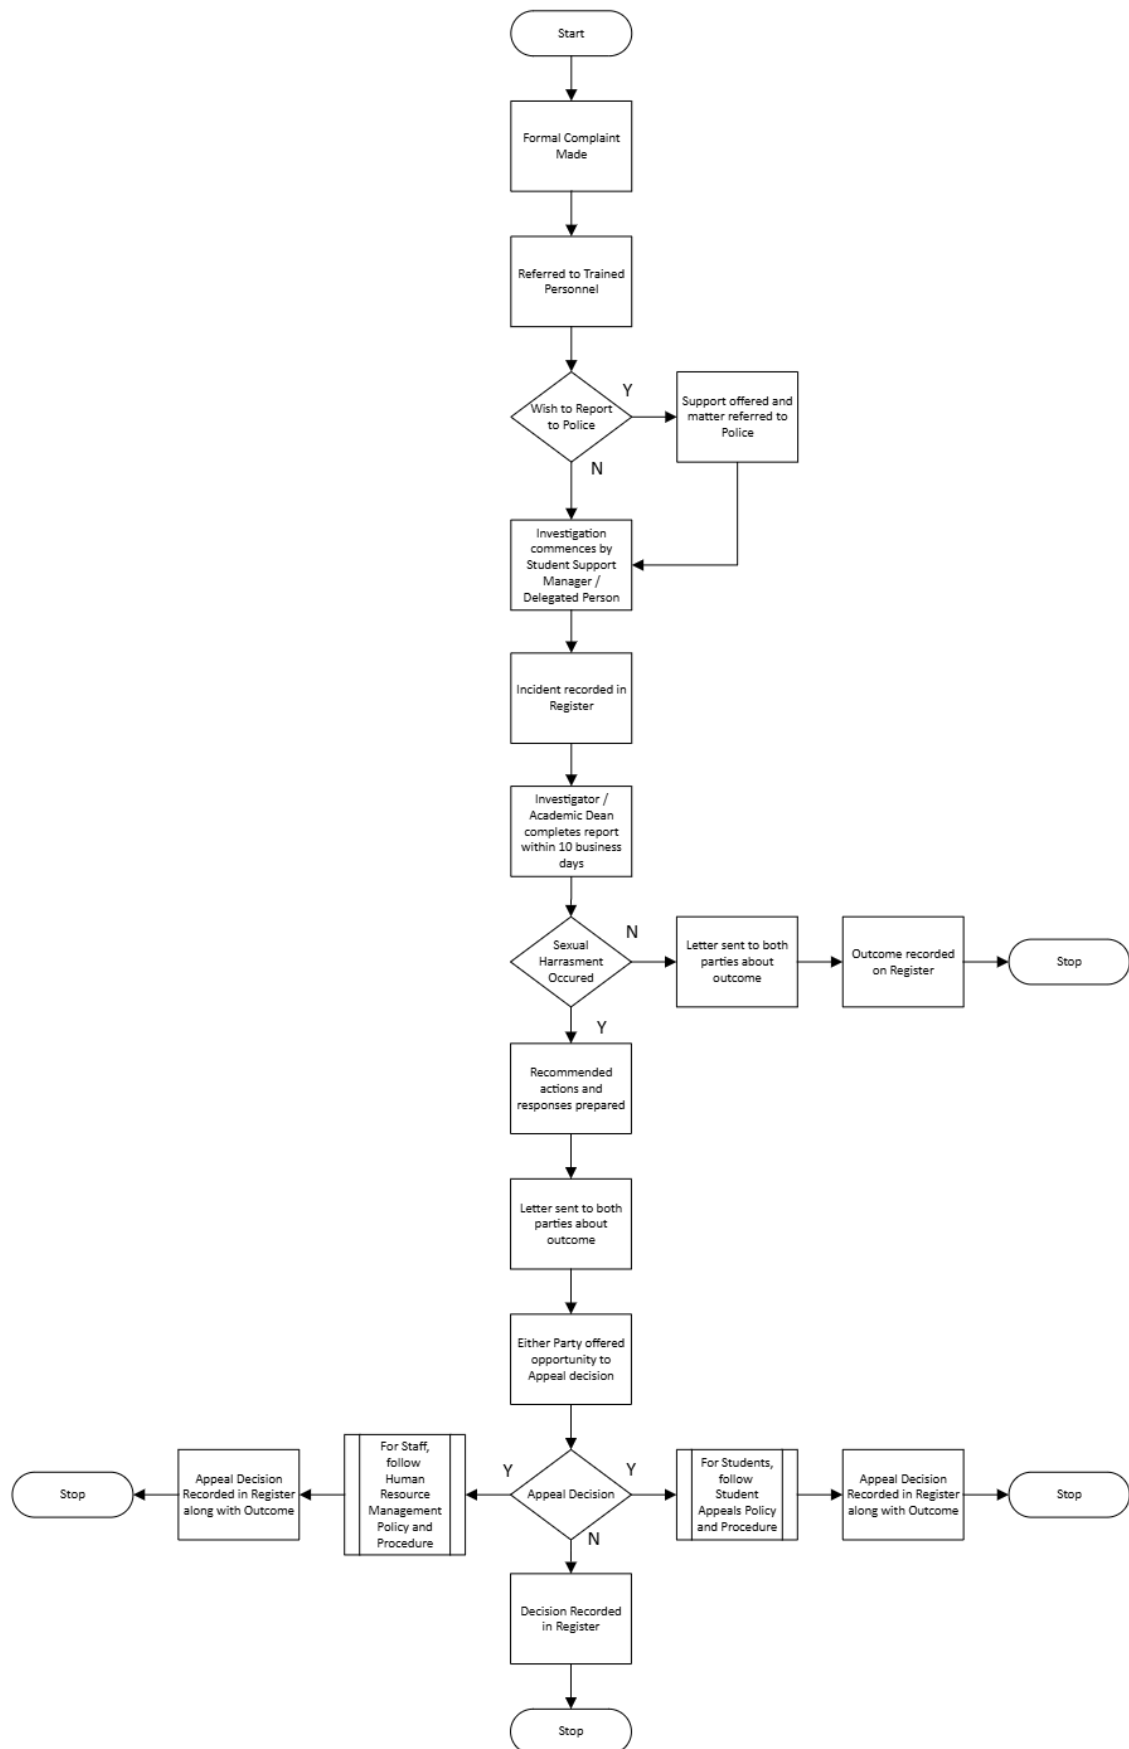 Start
Formal Complaint
Made
Referred to Trained
Personnel
Wish to Report
to Police
Y
Support offered and
matter referred to
Police
N
Investigation
commences by
Student Support
Manager /
Delegated Person
Incident recorded in
Register
Investigator /
Academic Dean
completes report
within 10 business
days
Sexual
Harrasment
Occured
N
Letter sent to both
parties about
outcome
Outcome recorded
on Register
Stop
Y
Recommended
actions and
responses prepared
Letter sent to both
parties about
outcome
Either Party offered
opportunity to
Appeal decision
Stop
Appeal Decision
Recorded in Register
along with Outcome
For Staff,
follow
Human
Resource
Management
Policy and
Procedure
Y
Appeal Decision
Y
For Students,
follow
Student
Appeals Policy
and Procedure
Appeal Decision
Recorded in Register
along with Outcome
Stop
N
Decision Recorded
in Register
Stop